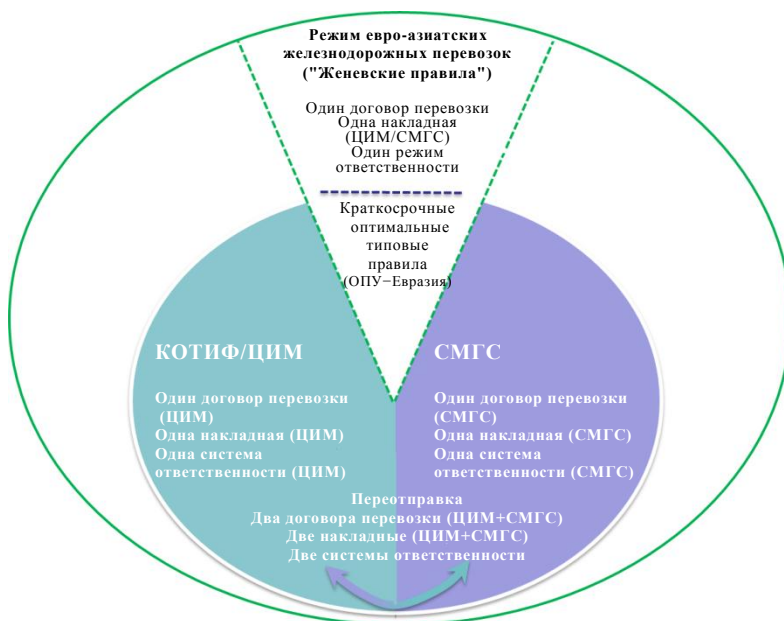 Режим евро-азиатских
железнодорожных перевозок
("Женевские правила")
Один договор перевозки
Одна накладная
(ЦИМ/СМГС)
Один режим
ответственности
Краткосрочные
оптимальные
типовые
правила
(ОПУ−Евразия)
КОТИФ/ЦИМ
Один договор перевозки
(ЦИМ)
Одна накладная (ЦИМ)
Одна система
ответственности (ЦИМ)
СМГС
Один договор перевозки
(СМГС)
Одна накладная (СМГС)
Одна система
ответственности (СМГС)
Переотправка
Два договора перевозки (ЦИМ+СМГС)
Две накладные (ЦИМ+СМГС)
Две системы ответственности